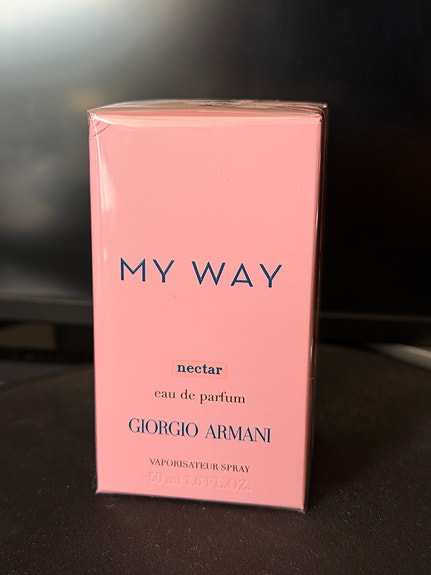 MY WAY
nectar
eau de parfum
GIORGIO ARMANI
VAPORISATEUR SPRAY
50 ml 1.6 FL.OZ